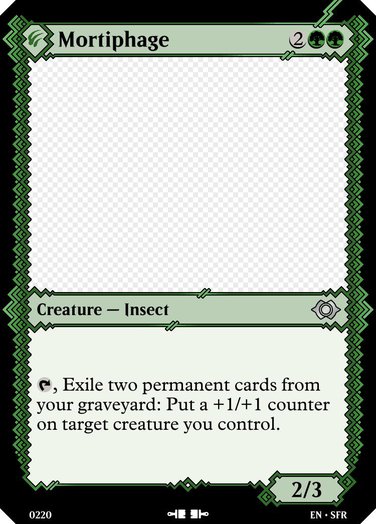 Mortiphage 2
Creature — Insect
, Exile two permanent cards from
your graveyard: Put a +1/+1 counter
on target creature you control.
2/3
0220 EN • SFR